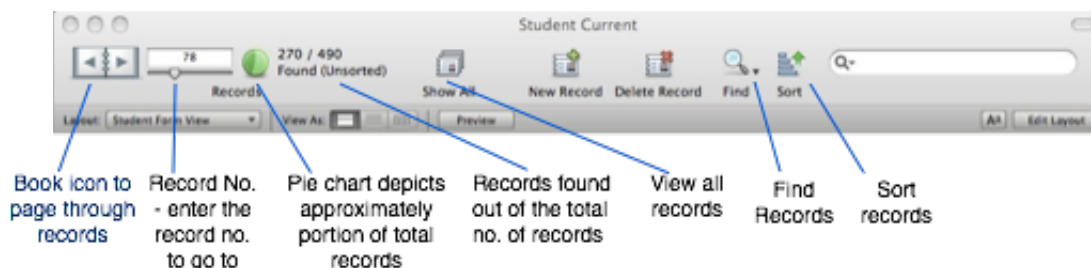 Student Current
78
270 / 490
Found (Unsorted)
Records
Show All
New Record
Delete Record
Find
Sort
Layout: Student Form View
View As:
Preview
Aa
Edit Layout
Book icon to
page through
records
Record No.
- enter the
record no.
to go to
Pie chart depicts
approximately
portion of total
records
Records found
out of the total
no. of records
View all
records
Find
Records
Sort
records